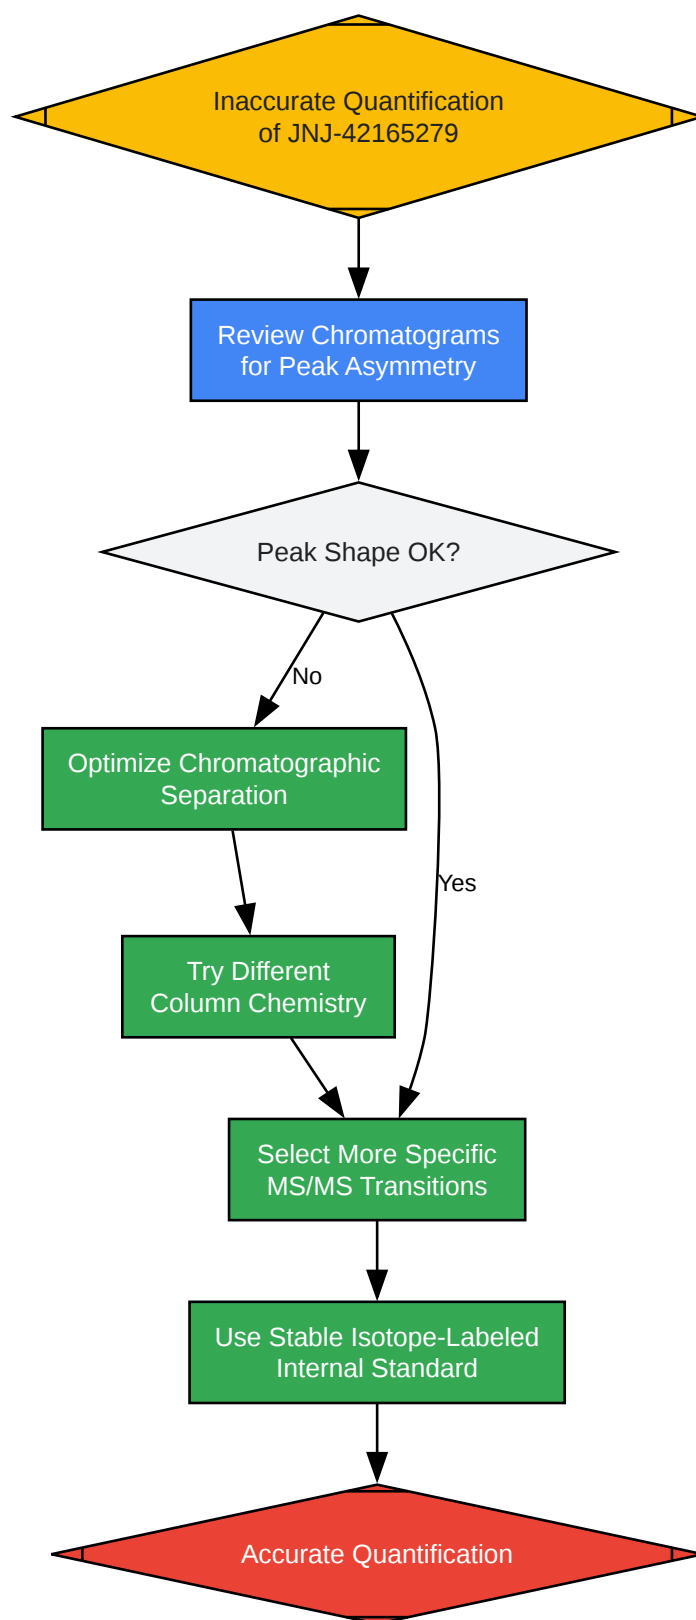 Inaccurate Quantification
of JNJ-42165279
Review Chromatograms
for Peak Asymmetry
Peak Shape OK?
No
Optimize Chromatographic
Separation
Yes
Try Different
Column Chemistry
Select More Specific
MS/MS Transitions
Use Stable Isotope-Labeled
Internal Standard
Accurate Quantification